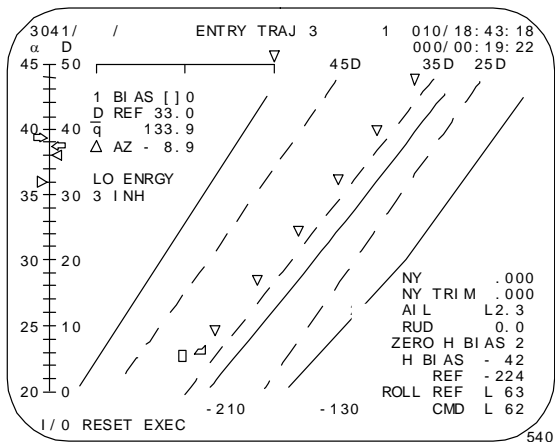 3041/ / ENTRY TRAJ 3 1 010/18:43:18
000/00:19:22
α D
45 50 45D 35D 25D
1 BIAS [ ] 0
D REF 33.0
q̄ 133.9
Δ AZ - 8.9
40 40
LO ENRGY
3 INH
35 30
30 20
NY .000
NY TRIM .000
25 10
AIL L2.3
RUD 0.0
ZERO H BIAS 2
H BIAS - 42
REF -224
20 0
ROLL REF L 63
-210 -130 CMD L 62
I/0 RESET EXEC
540